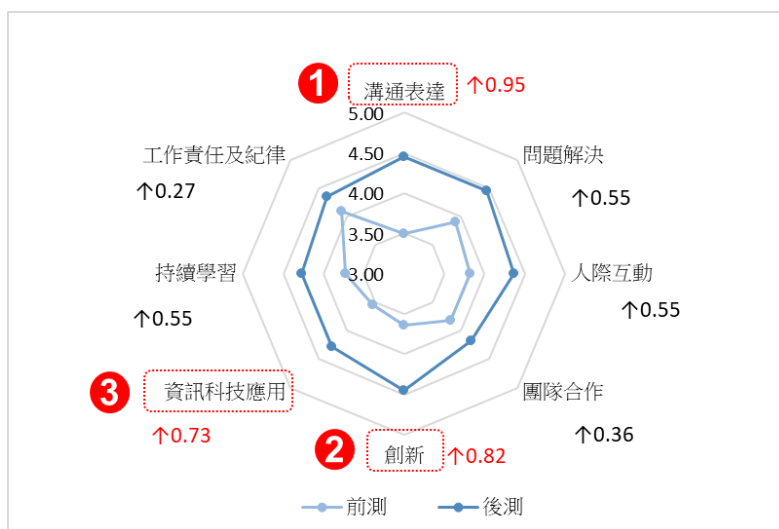 1
溝通表達
↑0.95
5.00
工作責任及紀律
4.50
問題解決
↑0.27
4.00
↑0.55
3.50
持續學習
3.00
人際互動
↑0.55
↑0.55
3
資訊科技應用
團隊合作
↑0.73
↑0.36
2
創新
↑0.82
前測
後測